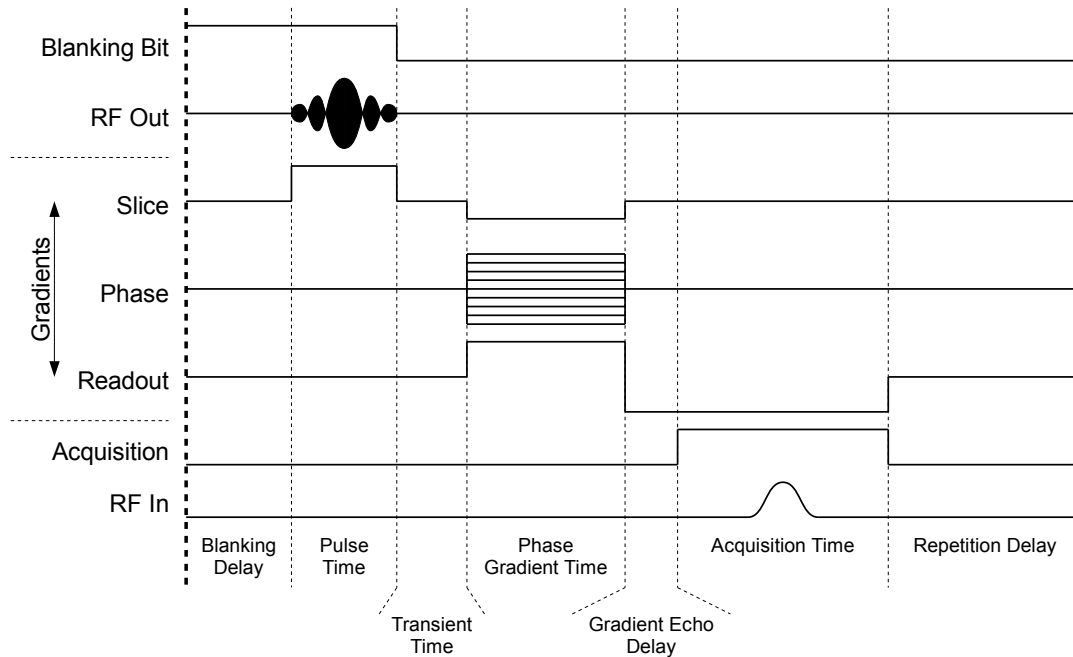 Blanking Bit
RF Out
Slice
Gradients
Phase
Readout
Acquisition
RF In
Blanking
Delay
Pulse
Time
Phase
Gradient Time
Acquisition Time
Repetition Delay
Transient
Time
Gradient Echo
Delay